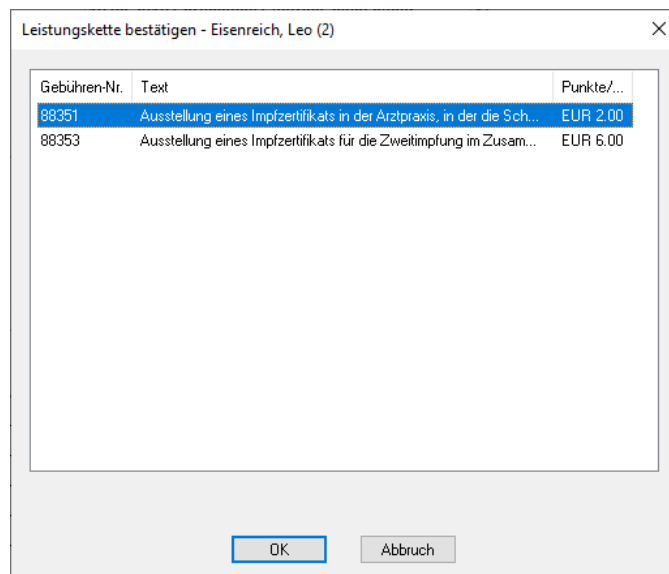 Leistungskette bestätigen - Eisenreich, Leo (2)
Gebühren-Nr. Text Punkte/...
88351 Ausstellung eines Impfzertifikats in der Arztpraxis, in der die Sch... EUR 2.00
88353 Ausstellung eines Impfzertifikats für die Zweitimpfung im Zusam... EUR 6.00
OK Abbruch